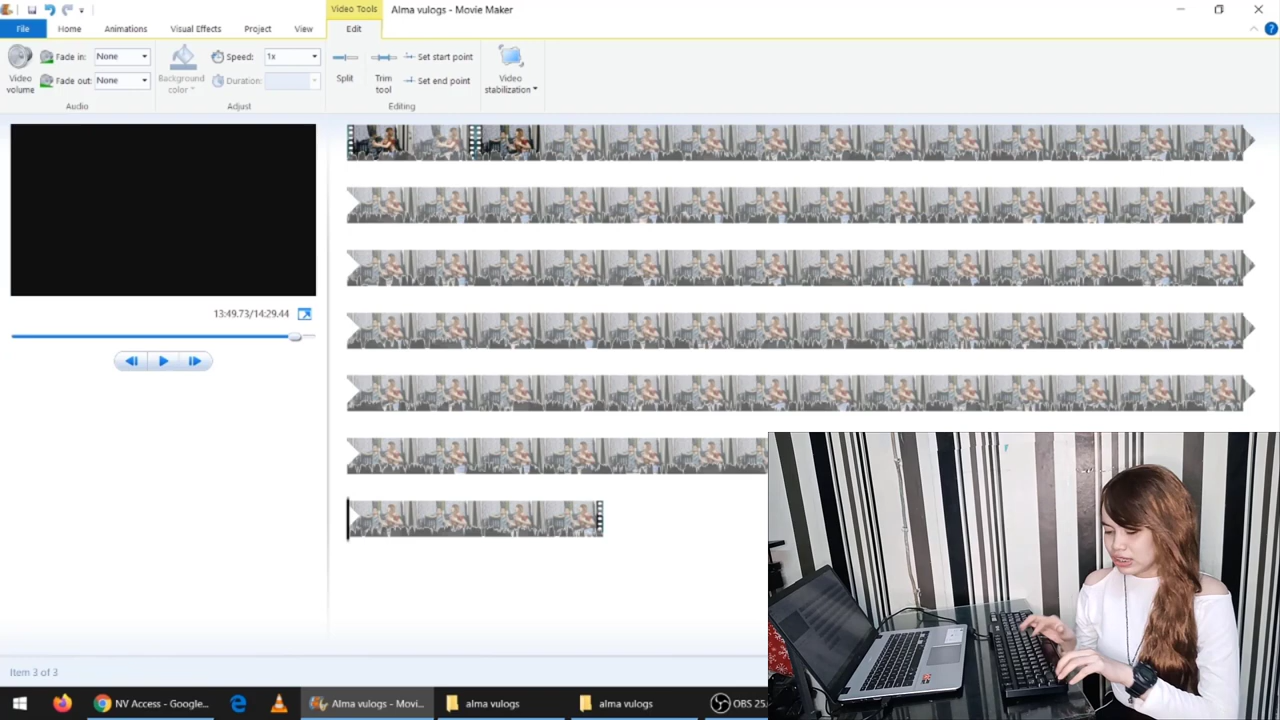 Video Tools
Alma vulogs - Movie Maker
File
Home
Animations
Visual Effects
Project
View
Edit
Video
volume
Fade in:
None
Fade out:
None
Audio
Background
color
Speed:
1x
Duration:
Adjust
Split
Trim
tool
Set start point
Set end point
Editing
Video
stabilization
13:49.73/14:29.44
Item 3 of 3
NV Access - Google...
Alma vulogs - Movi...
alma vulogs
alma vulogs
OBS 25.